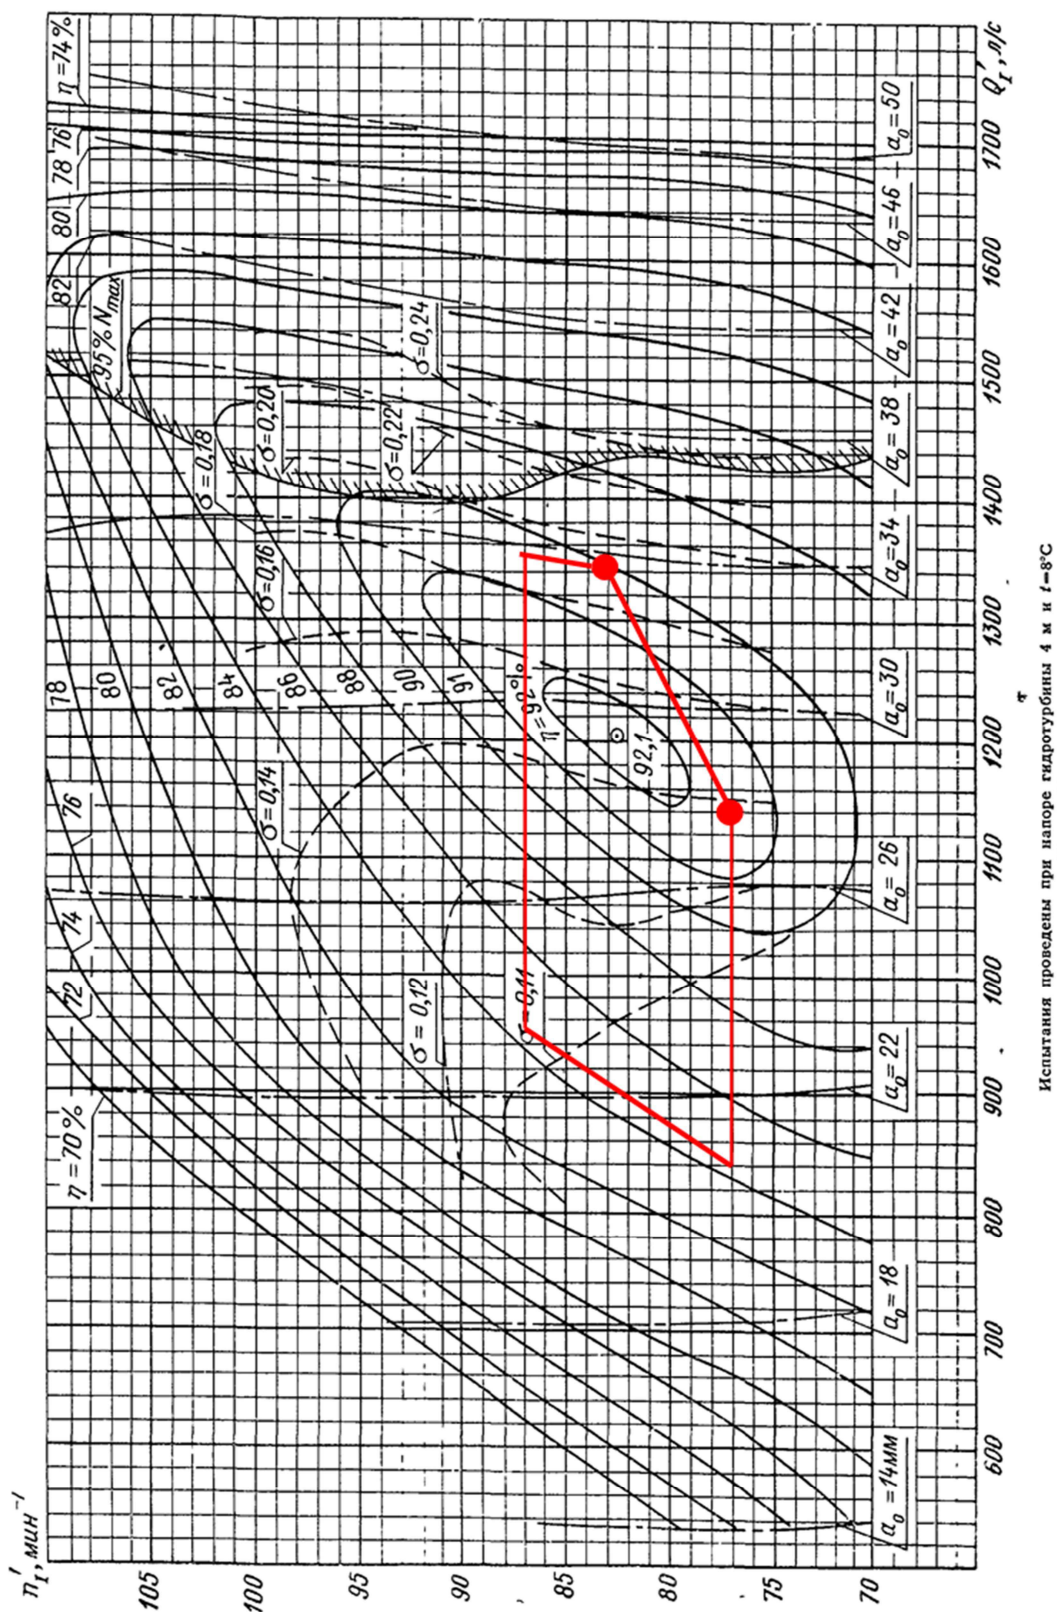 n₁', мин⁻¹
105
100
95
90
85
80
75
70
600
700
800
900
1000
1100
1200
1300
1400
1500
1600
1700
Q₁', л/с
η=70%
72
74
76
78
80
82
84
86
88
90
91
η=92%
92,1
82
80
78
76
η=74%
95% Nmax
σ=0,11
σ=0,12
σ=0,14
σ=0,16
σ=0,18
σ=0,20
σ=0,22
σ=0,24
a₀=14мм
a₀=18
a₀=22
a₀=26
a₀=30
a₀=34
a₀=38
a₀=42
a₀=46
a₀=50
Испытания проведены при напоре гидротурбины 4 м и t=8°C